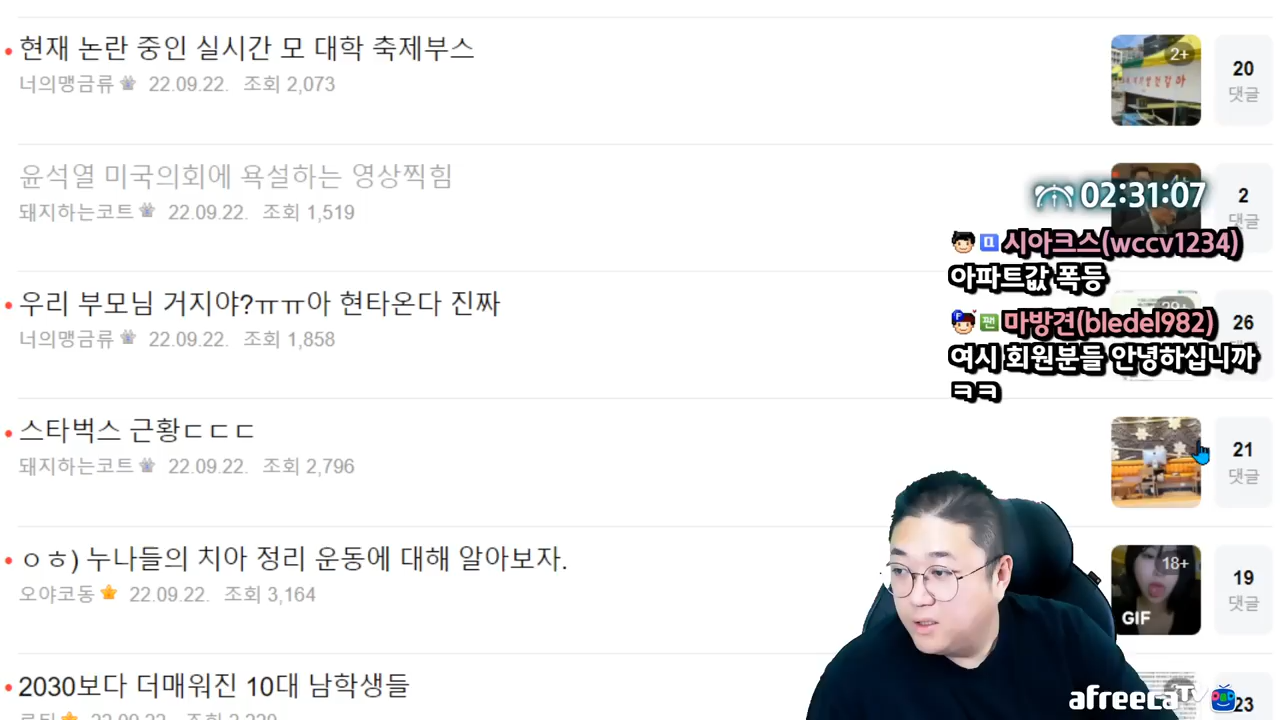 현재 논란 중인 실시간 모 대학 축제부스
너의맹금류 22.09.22. 조회 2,073
2+
20
댓글
윤석열 미국의회에 욕설하는 영상찍힘
돼지하는코트 22.09.22. 조회 1,519
2
댓글
02:31:07
시아크스(wccv1234)
아파트값 폭등
마방견(bledel982)
여시 회원분들 안녕하십니까
ㅋㅋ
우리 부모님 거지야?ㅠㅠ아 현타온다 진짜
너의맹금류 22.09.22. 조회 1,858
26
스타벅스 근황ㄷㄷㄷ
돼지하는코트 22.09.22. 조회 2,796
21
댓글
ㅇㅎ) 누나들의 치아 정리 운동에 대해 알아보자.
오야코동 22.09.22. 조회 3,164
18+
GIF
19
댓글
2030보다 더매워진 10대 남학생들
22.09.22. 조회
23
afreecaTV